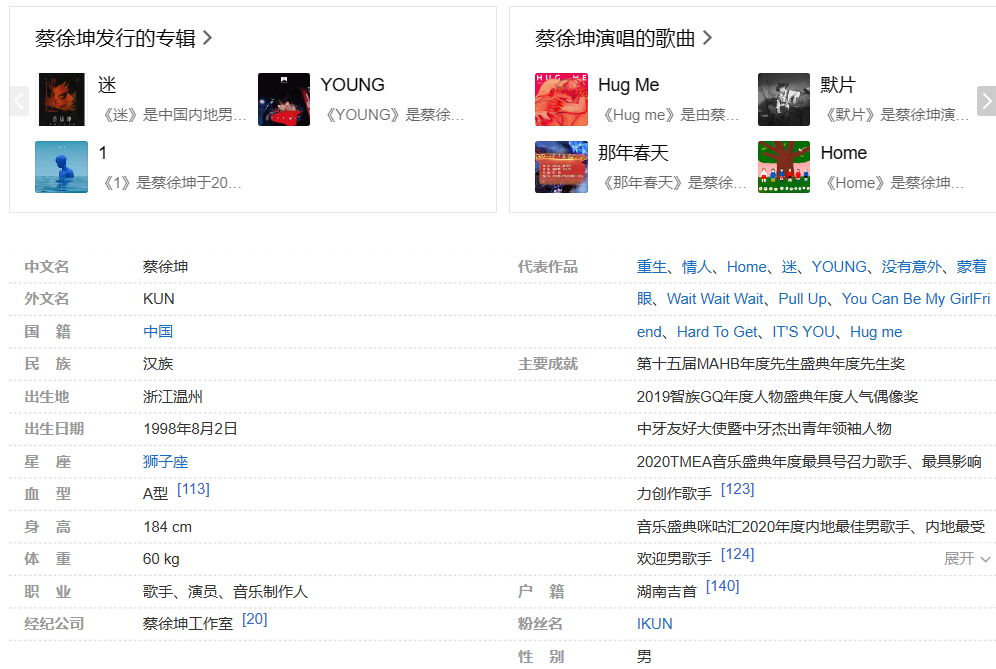 蔡徐坤发行的专辑
迷
《迷》是中国内地男...
YOUNG
《YOUNG》是蔡徐...
1
《1》是蔡徐坤于20...
蔡徐坤演唱的歌曲
Hug Me
《Hug me》是由蔡...
默片
《默片》是蔡徐坤演...
那年春天
《那年春天》是蔡徐...
Home
《Home》是蔡徐坤...
HUG ME
蔡徐坤
中文名 蔡徐坤
外文名 KUN
国籍 中国
民族 汉族
出生地 浙江温州
出生日期 1998年8月2日
星座 狮子座
血型 A型 [113]
身高 184 cm
体重 60 kg
职业 歌手、演员、音乐制作人
经纪公司 蔡徐坤工作室 [20]
代表作品 重生、情人、Home、迷、YOUNG、没有意外、蒙着
眼、Wait Wait Wait、Pull Up、You Can Be My GirlFri
end、Hard To Get、IT'S YOU、Hug me
主要成就 第十五届MAHB年度先生盛典年度先生奖
2019智族GQ年度人物盛典年度人气偶像奖
中牙友好大使暨中牙杰出青年领袖人物
2020TMEA音乐盛典年度最具号召力歌手、最具影响
力创作歌手 [123]
音乐盛典咪咕汇2020年度内地最佳男歌手、内地最受
欢迎男歌手 [124] 展开
户籍 湖南吉首 [140]
粉丝名 IKUN
性别 男